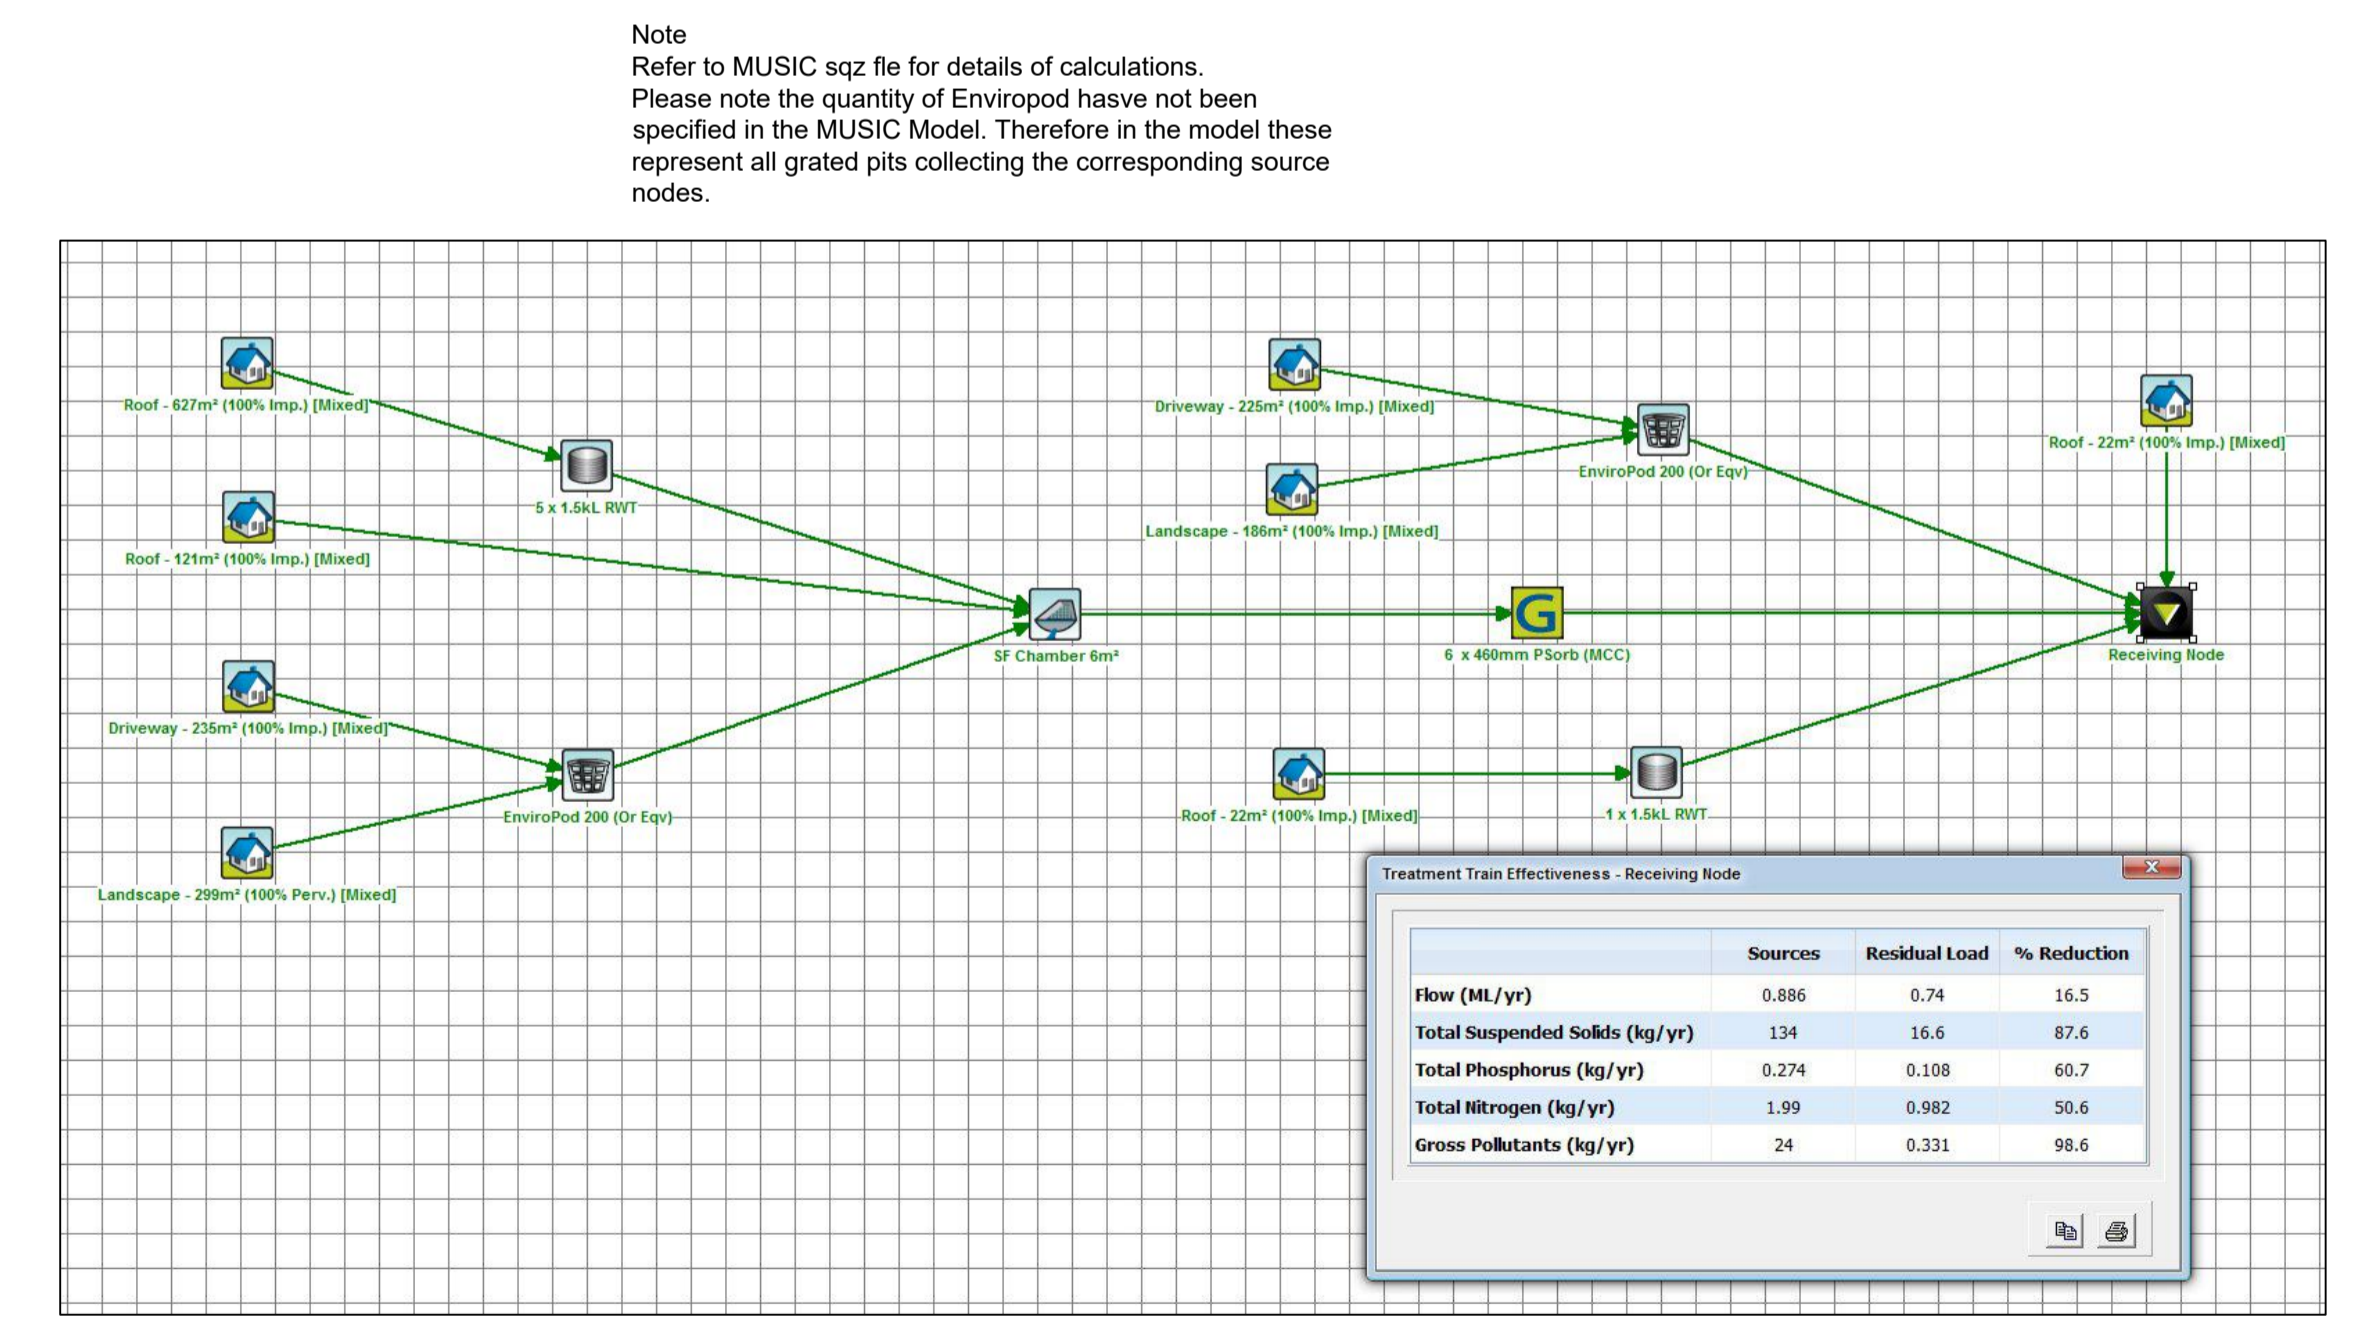 Note
Refer to MUSIC sqz fle for details of calculations.
Please note the quantity of Enviropod hasve not been
specified in the MUSIC Model. Therefore in the model these
represent all grated pits collecting the corresponding source
nodes.
Roof - 627m² (100% Imp.) [Mixed]
5 x 1.5kL RWT
Roof - 121m² (100% Imp.) [Mixed]
Driveway - 235m² (100% Imp.) [Mixed]
EnviroPod 200 (Or Eqv)
Landscape - 299m² (100% Perv.) [Mixed]
SF Chamber 6m²
Driveway - 225m² (100% Imp.) [Mixed]
EnviroPod 200 (Or Eqv)
Landscape - 186m² (100% Imp.) [Mixed]
G
6 x 460mm PSorb (MCC)
Roof - 22m² (100% Imp.) [Mixed]
1 x 1.5kL RWT
Roof - 22m² (100% Imp.) [Mixed]
Receiving Node
Treatment Train Effectiveness - Receiving Node
Sources Residual Load % Reduction
Flow (ML/yr) 0.886 0.74 16.5
Total Suspended Solids (kg/yr) 134 16.6 87.6
Total Phosphorus (kg/yr) 0.274 0.108 60.7
Total Nitrogen (kg/yr) 1.99 0.982 50.6
Gross Pollutants (kg/yr) 24 0.331 98.6